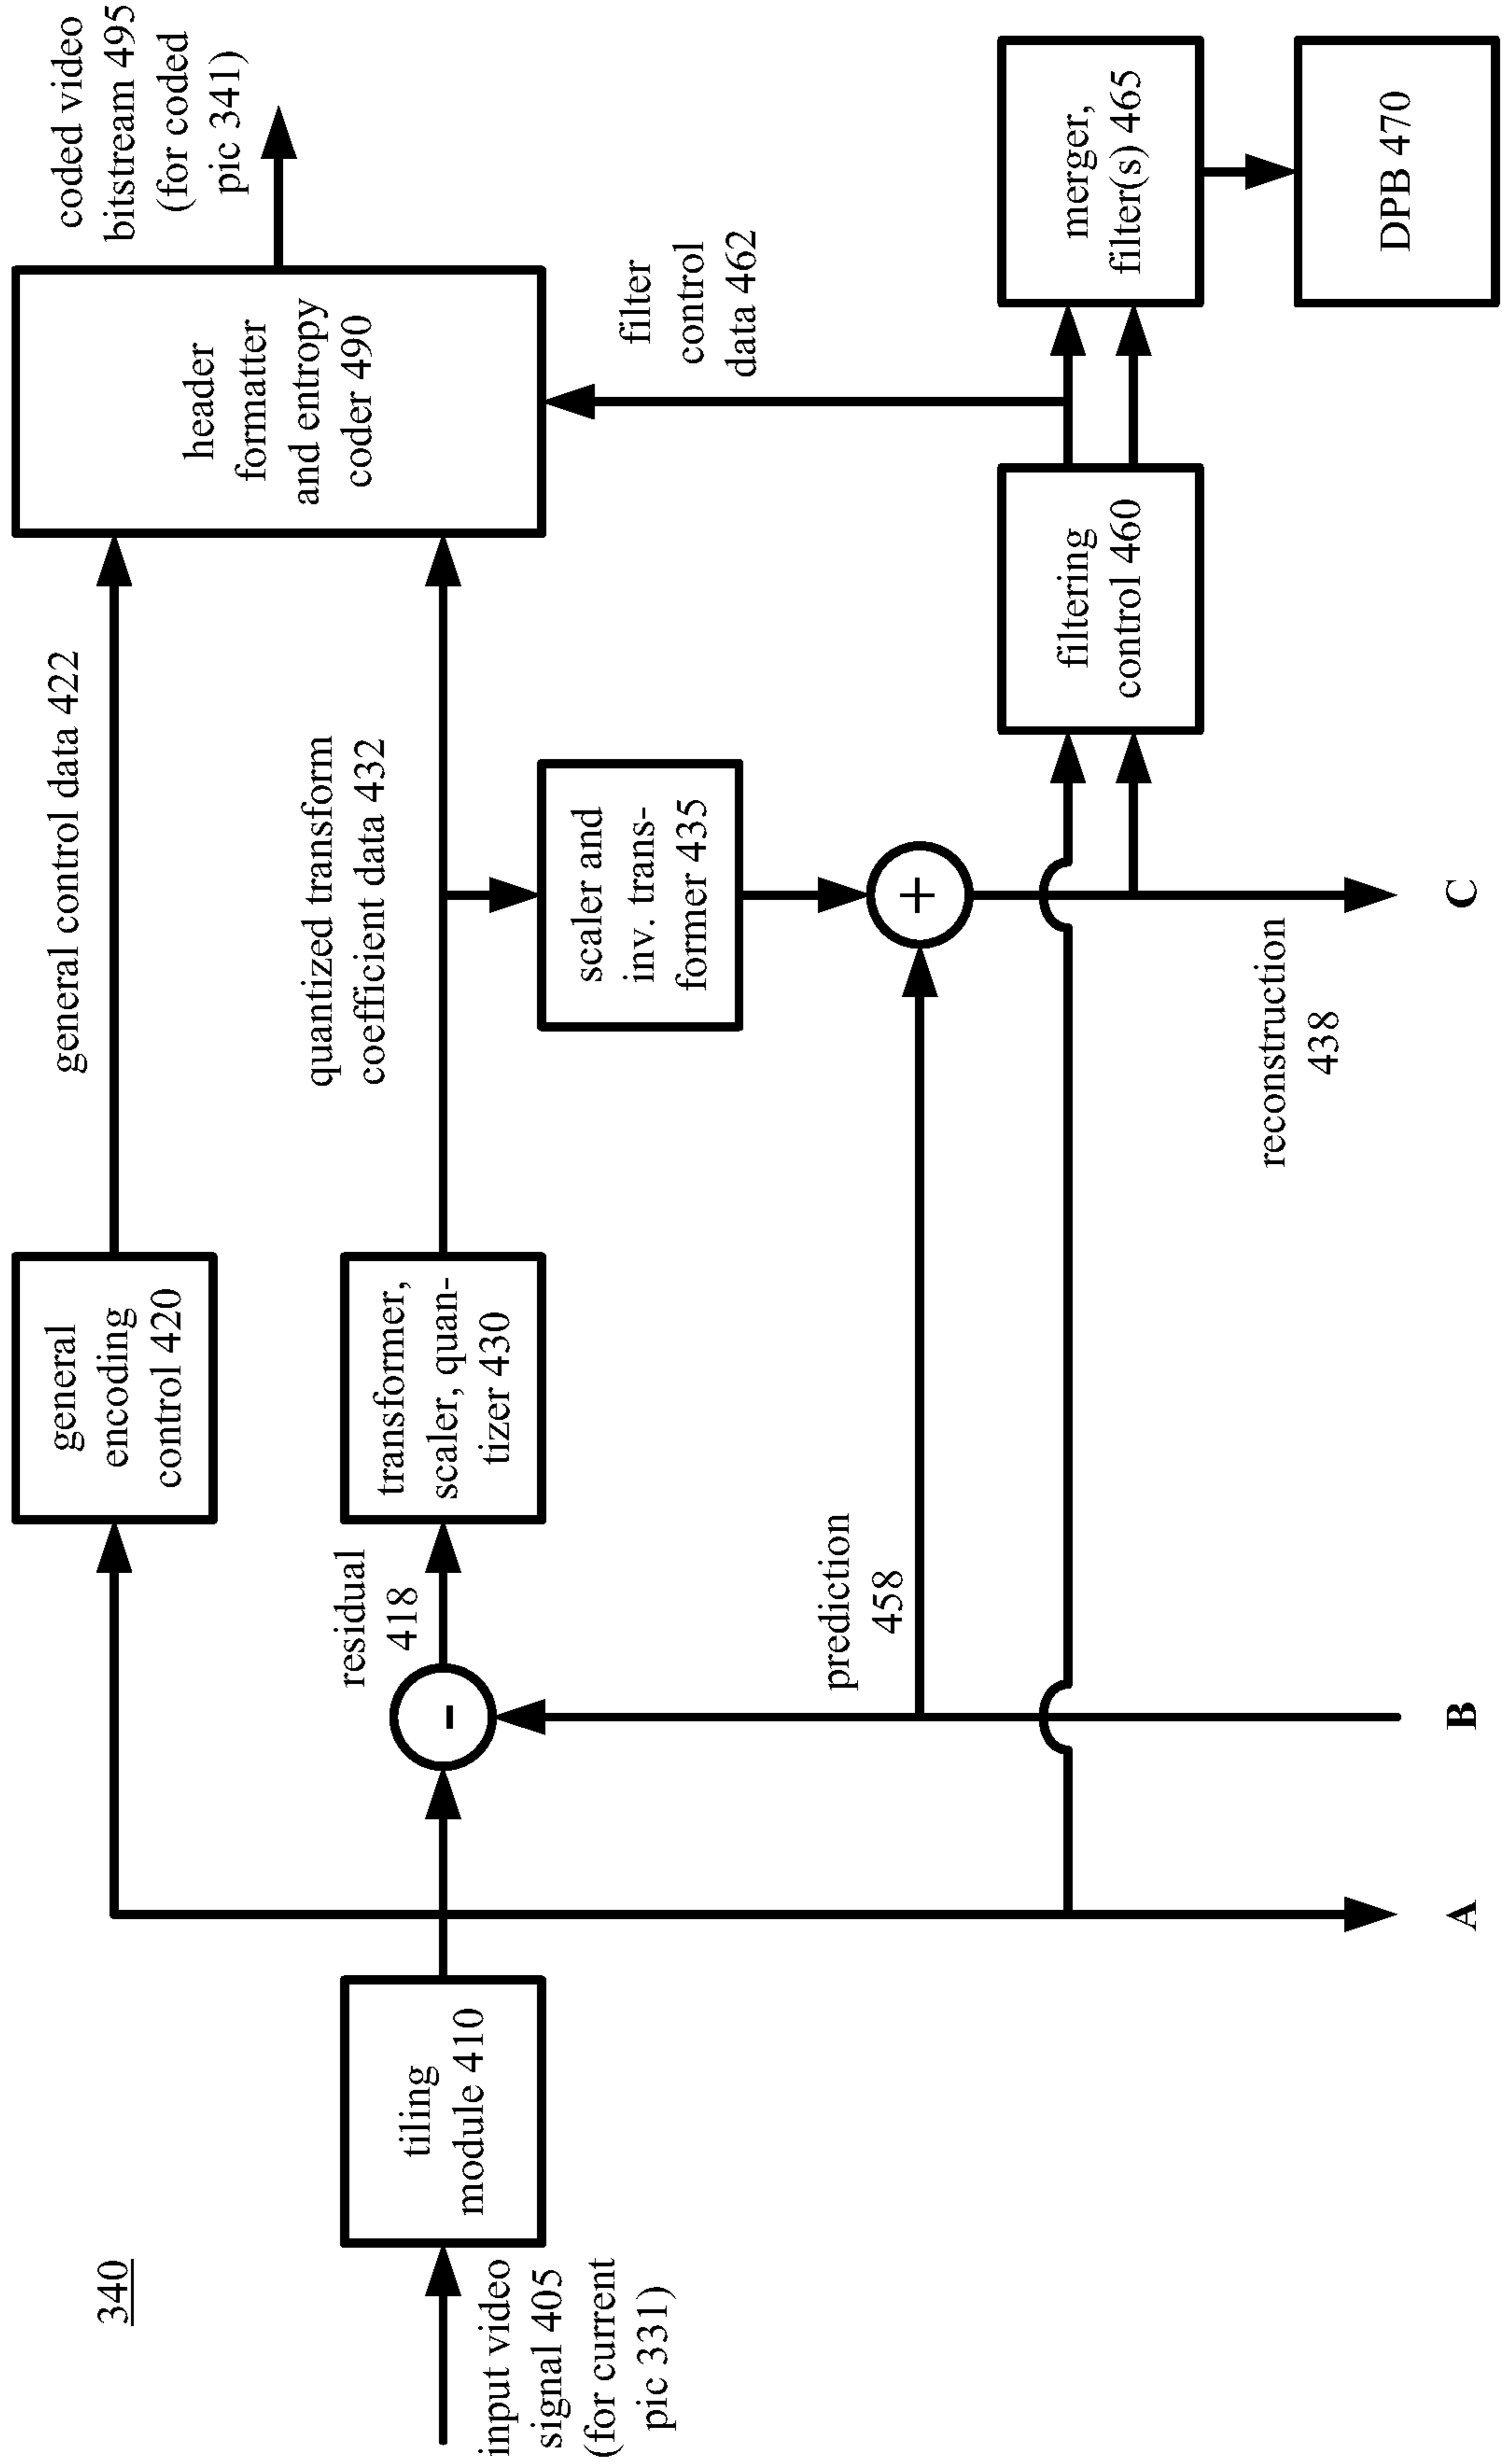 340
input video
signal 405
(for current
pic 331)
tiling
module 410
general
encoding
control 420
general control data 422
residual
418
-
transformer,
scaler, quan-
tizer 430
quantized transform
coefficient data 432
header
formatter
and entropy
coder 490
coded video
bitstream 495
(for coded
pic 341)
scaler and
inv. trans-
former 435
prediction
458
+
filter
control
data 462
filtering
control 460
merger,
filter(s) 465
DPB 470
reconstruction
438
A
B
C